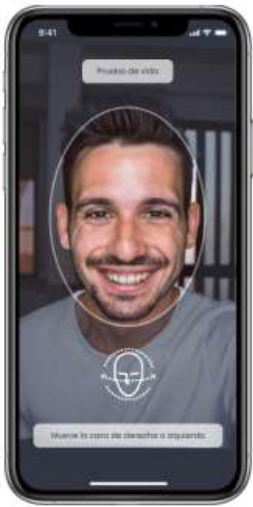 9:41
Prueba de vida
Mueve la cara de derecha a izquierda